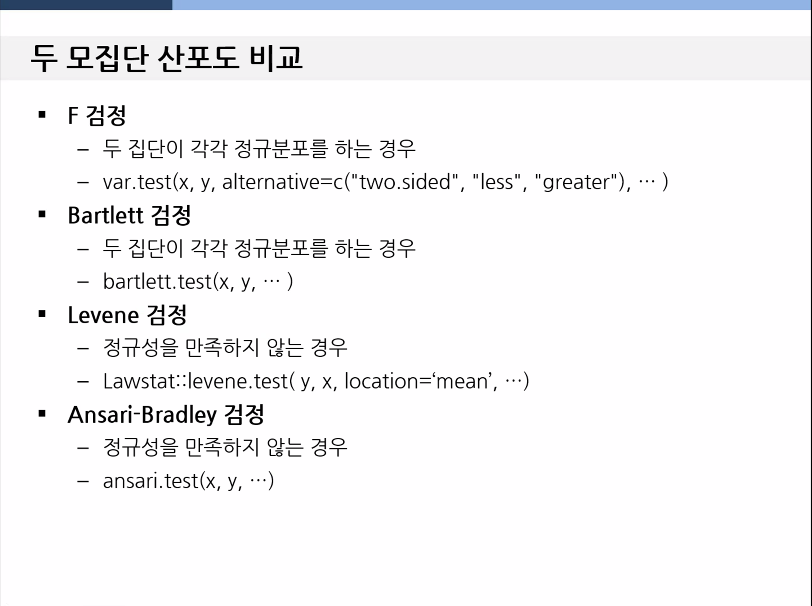 두 모집단 산포도 비교
▪ F 검정
– 두 집단이 각각 정규분포를 하는 경우
– var.test(x, y, alternative=c("two.sided", "less", "greater"), … )
▪ Bartlett 검정
– 두 집단이 각각 정규분포를 하는 경우
– bartlett.test(x, y, … )
▪ Levene 검정
– 정규성을 만족하지 않는 경우
– Lawstat::levene.test( y, x, location=‘mean’, …)
▪ Ansari-Bradley 검정
– 정규성을 만족하지 않는 경우
– ansari.test(x, y, …)